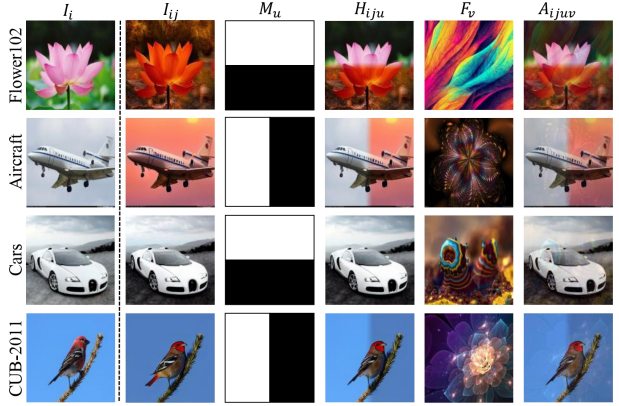 I_i I_ij M_u H_iju F_v A_ijuv
Flower102
Aircraft
Cars
CUB-2011